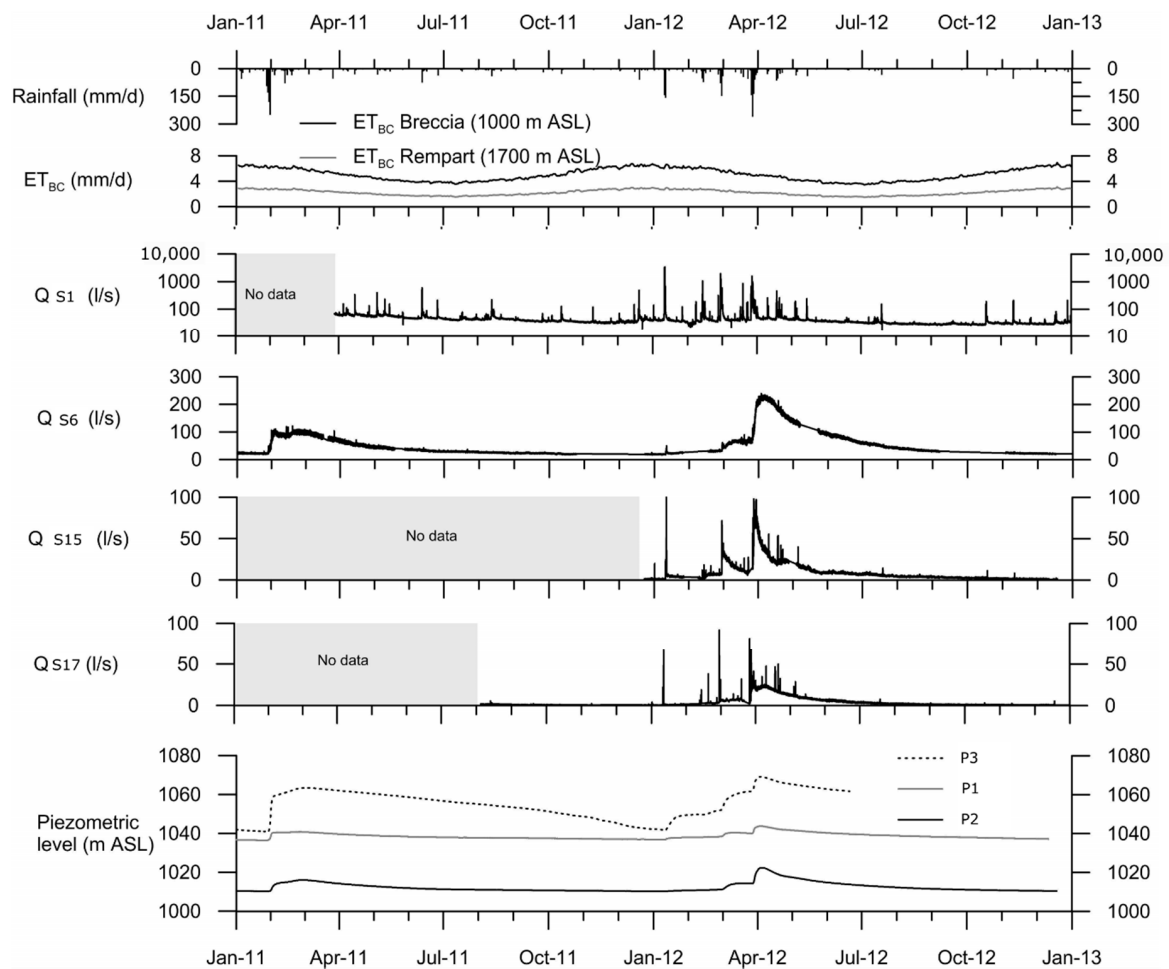 Jan-11 Apr-11 Jul-11 Oct-11 Jan-12 Apr-12 Jul-12 Oct-12 Jan-13
Rainfall (mm/d)
0 0
150 150
300 300
ET_BC Breccia (1000 m ASL)
ET_BC Rempart (1700 m ASL)
ET_BC (mm/d)
8 8
4 4
0 0
Q S1 (l/s)
10,000 10,000
1000 1000
100 100
10 10
No data
Q S6 (l/s)
300 300
200 200
100 100
0 0
Q S15 (l/s)
100 100
50 50
0 0
No data
Q S17 (l/s)
100 100
50 50
0 0
No data
Piezometric
level (m ASL)
1080 1080
1060 1060
1040 1040
1020 1020
1000 1000
P3
P1
P2
Jan-11 Apr-11 Jul-11 Oct-11 Jan-12 Apr-12 Jul-12 Oct-12 Jan-13